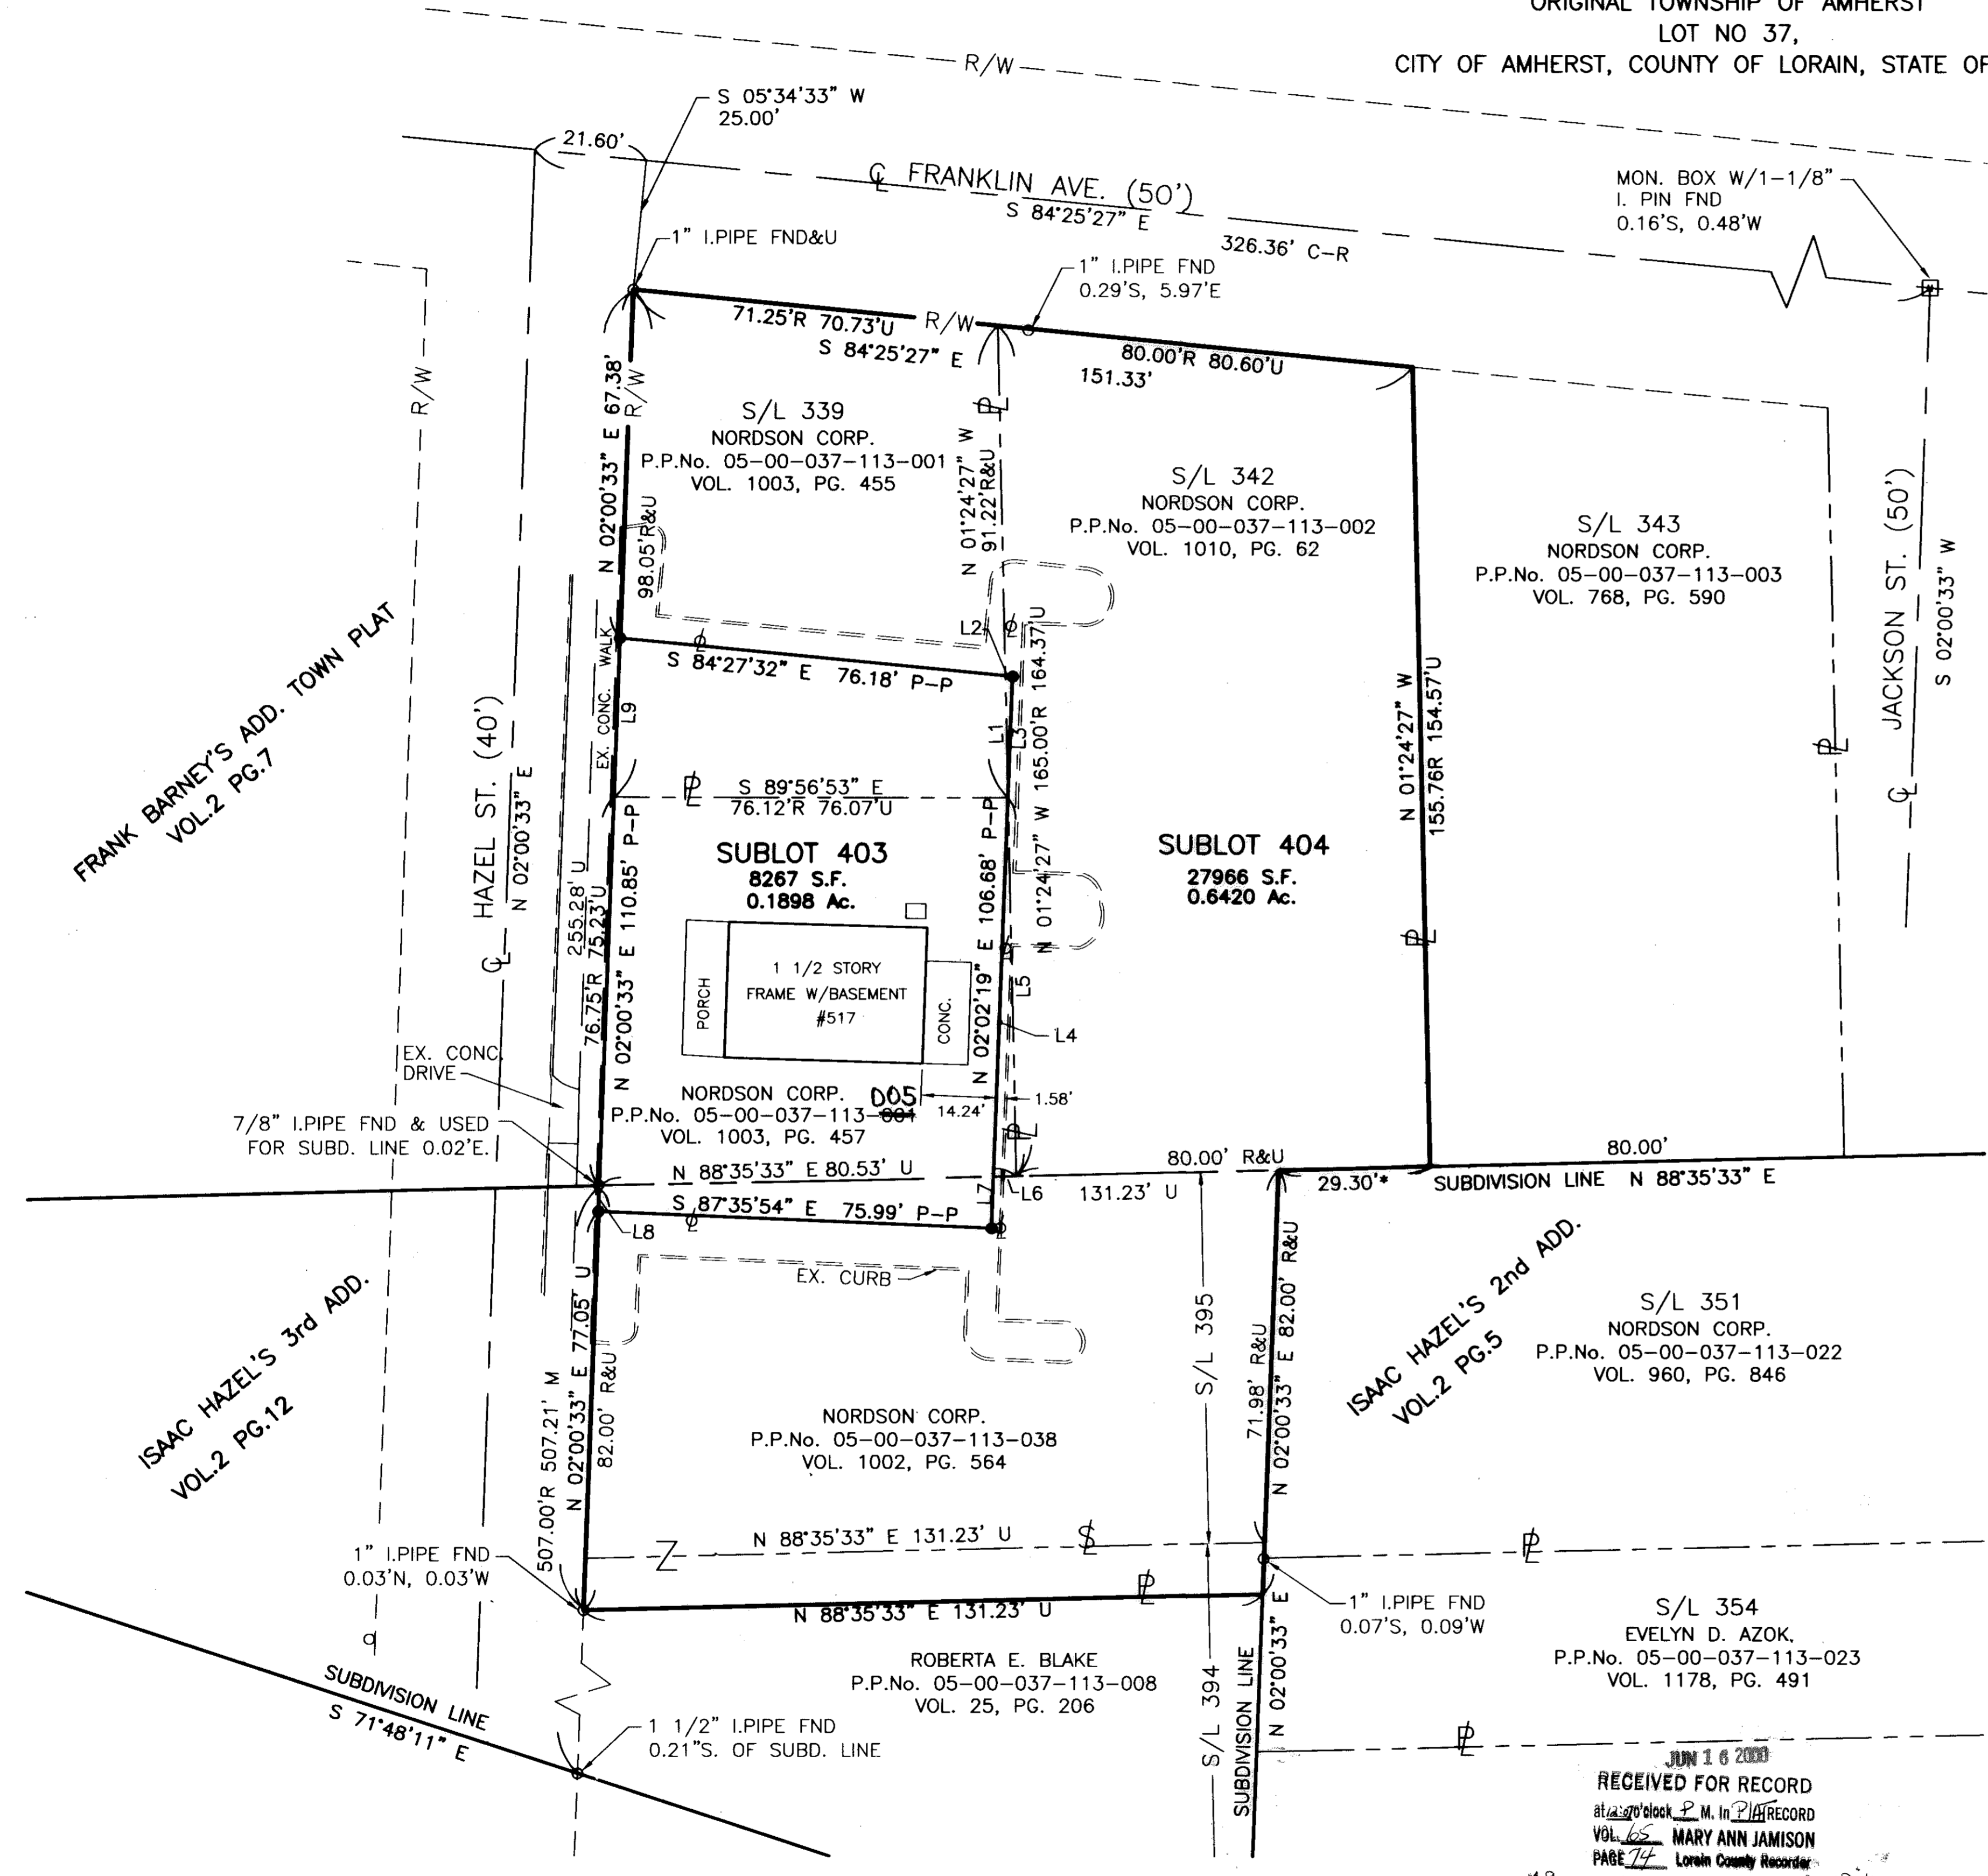 ORIGINAL TOWNSHIP OF AMHERST
LOT NO 37,
CITY OF AMHERST, COUNTY OF LORAIN, STATE OF
R/W
S 05°34'33" W
25.00'
21.60'
℄ FRANKLIN AVE. (50')
S 84°25'27" E
326.36' C-R
MON. BOX W/1-1/8"
I. PIN FND
0.16'S, 0.48'W
1" I.PIPE FND&U
1" I.PIPE FND
0.29'S, 5.97'E
71.25'R 70.73'U
R/W
S 84°25'27" E
80.00'R 80.60'U
151.33'
R/W
R/W
N 02°00'33" E 67.38'
98.05'R&U
S/L 339
NORDSON CORP.
P.P.No. 05-00-037-113-001
VOL. 1003, PG. 455
N 01°24'27" W
91.22'R&U
PL
S/L 342
NORDSON CORP.
P.P.No. 05-00-037-113-002
VOL. 1010, PG. 62
S/L 343
NORDSON CORP.
P.P.No. 05-00-037-113-003
VOL. 768, PG. 590
℄ JACKSON ST. (50')
S 02°00'33" W
L2
S 84°27'32" E 76.18' P-P
FRANK BARNEY'S ADD. TOWN PLAT
VOL.2 PG.7
℄ HAZEL ST. (40')
N 02°00'33" E
EX. CONC. WALK
L9
L1
L3
N 01°24'27" W 165.00'R 164.37'U
N 01°24'27" W
155.76R 154.57'U
PL
PL
PL
S 89°56'53" E
76.12'R 76.07'U
SUBLOT 403
8267 S.F.
0.1898 Ac.
SUBLOT 404
27966 S.F.
0.6420 Ac.
255.28' U
76.75'R 75.23'U
N 02°00'33" E 110.85' P-P
N 02°02'19" E 106.68' P-P
PORCH
1 1/2 STORY
FRAME W/BASEMENT
#517
CONC.
L5
L4
EX. CONC.
DRIVE
7/8" I.PIPE FND & USED
FOR SUBD. LINE 0.02'E.
NORDSON CORP.
005
P.P.No. 05-00-037-113-001
VOL. 1003, PG. 457
14.24'
1.58'
PL
N 88°35'33" E 80.53' U
80.00' R&U
80.00'
L7
L6
131.23' U
29.30'*
SUBDIVISION LINE N 88°35'33" E
S 87°35'54" E 75.99' P-P
L8
EX. CURB
ISAAC HAZEL'S 3rd ADD.
VOL.2 PG.12
507.00'R 507.21' M
N 02°00'33" E 77.05' U
82.00' R&U
S/L 395
71.98' R&U
N 02°00'33" E 82.00' R&U
ISAAC HAZEL'S 2nd ADD.
VOL.2 PG.5
S/L 351
NORDSON CORP.
P.P.No. 05-00-037-113-022
VOL. 960, PG. 846
NORDSON CORP.
P.P.No. 05-00-037-113-038
VOL. 1002, PG. 564
N 88°35'33" E 131.23' U
PL
1" I.PIPE FND
0.03'N, 0.03'W
PL
N 88°35'33" E 131.23' U
1" I.PIPE FND
0.07'S, 0.09'W
S/L 354
EVELYN D. AZOK,
P.P.No. 05-00-037-113-023
VOL. 1178, PG. 491
ROBERTA E. BLAKE
P.P.No. 05-00-037-113-008
VOL. 25, PG. 206
S/L 394
SUBDIVISION LINE
N 02°00'33" E
PL
SUBDIVISION LINE
S 71°48'11" E
1 1/2" I.PIPE FND
0.21"S. OF SUBD. LINE
JUN 16 2000
RECEIVED FOR RECORD
at o'clock P M. In PLAT RECORD
VOL. 65 MARY ANN JAMISON
PAGE 74 Lorain County Recorder